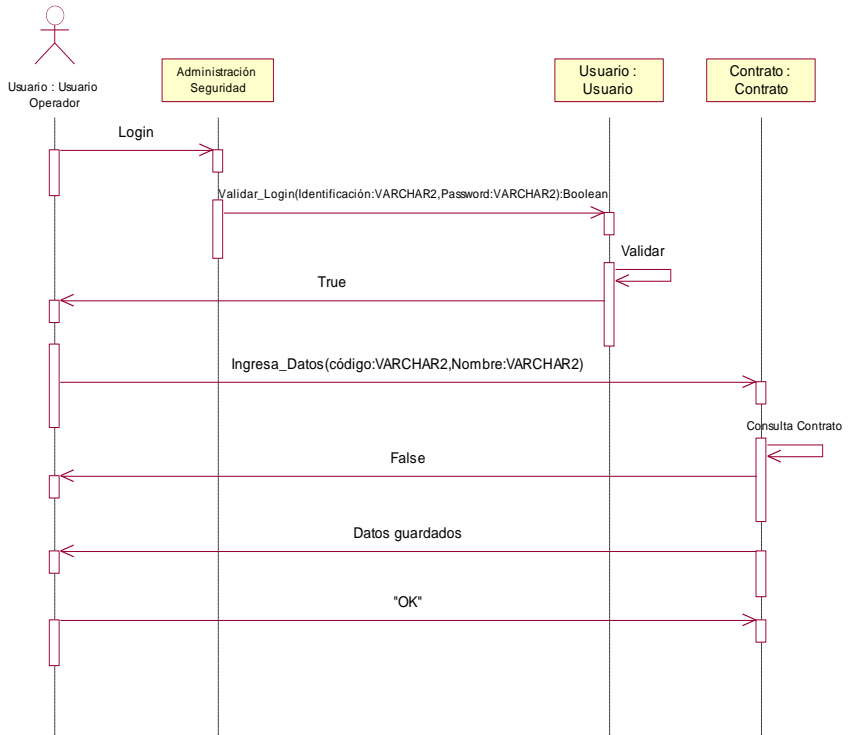 Usuario : Usuario
Operador
Administración
Seguridad
Usuario :
Usuario
Contrato :
Contrato
Login
Validar_Login(Identificación:VARCHAR2,Password:VARCHAR2):Boolean
Validar
True
Ingresa_Datos(código:VARCHAR2,Nombre:VARCHAR2)
Consulta Contrato
False
Datos guardados
"OK"